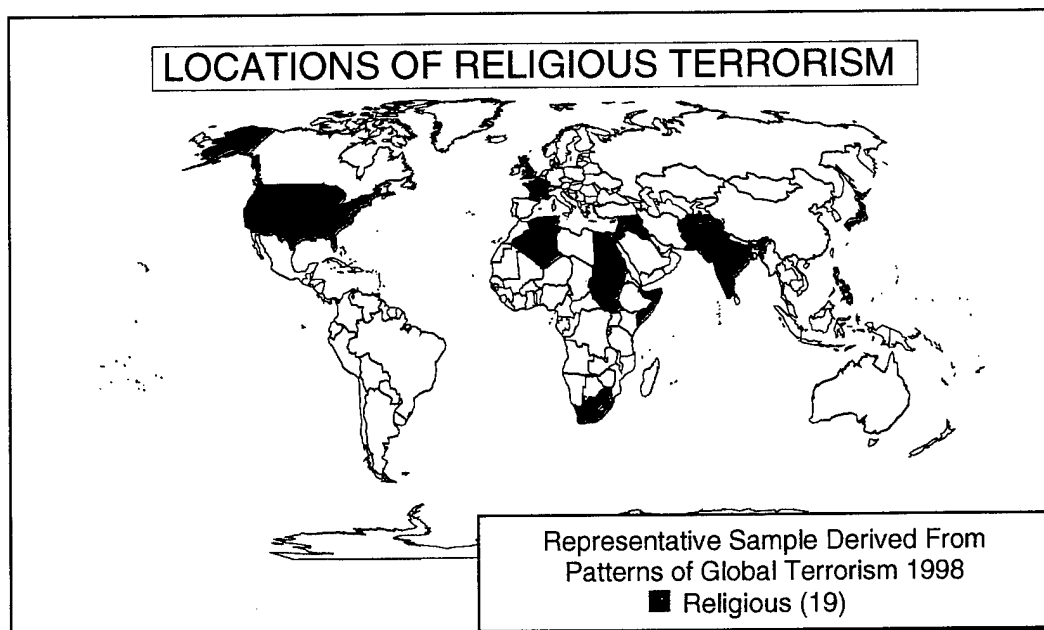 LOCATIONS OF RELIGIOUS TERRORISM
Representative Sample Derived From
Patterns of Global Terrorism 1998
Religious (19)